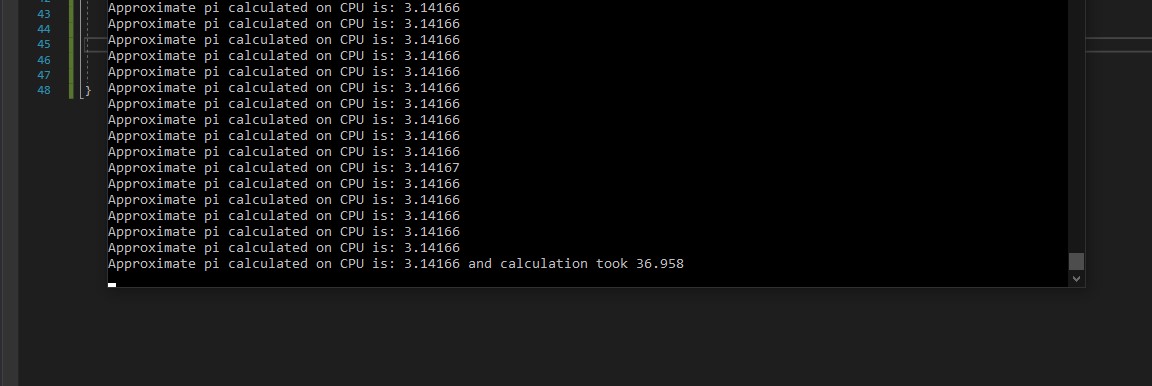 43
44
45
46
47
48 }
Approximate pi calculated on CPU is: 3.14166
Approximate pi calculated on CPU is: 3.14166
Approximate pi calculated on CPU is: 3.14166
Approximate pi calculated on CPU is: 3.14166
Approximate pi calculated on CPU is: 3.14166
Approximate pi calculated on CPU is: 3.14166
Approximate pi calculated on CPU is: 3.14166
Approximate pi calculated on CPU is: 3.14166
Approximate pi calculated on CPU is: 3.14166
Approximate pi calculated on CPU is: 3.14166
Approximate pi calculated on CPU is: 3.14167
Approximate pi calculated on CPU is: 3.14166
Approximate pi calculated on CPU is: 3.14166
Approximate pi calculated on CPU is: 3.14166
Approximate pi calculated on CPU is: 3.14166
Approximate pi calculated on CPU is: 3.14166
Approximate pi calculated on CPU is: 3.14166 and calculation took 36.958